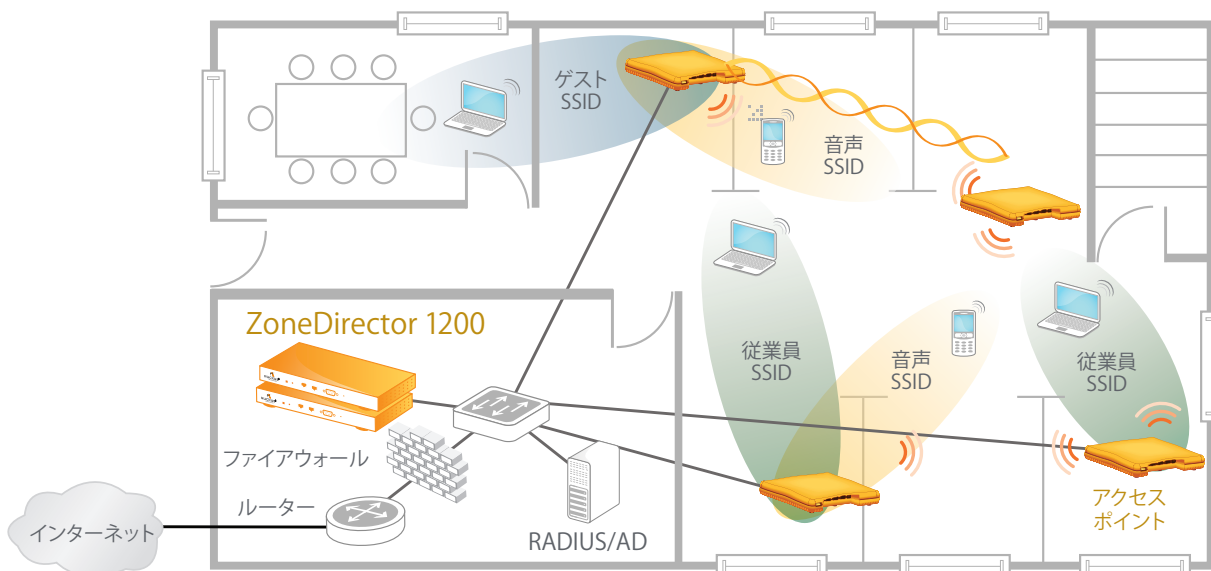 ゲスト
SSID
音声
SSID
ZoneDirector 1200
従業員
SSID
音声
SSID
従業員
SSID
ファイアウォール
ルーター
インターネット
RADIUS/AD
アクセス
ポイント